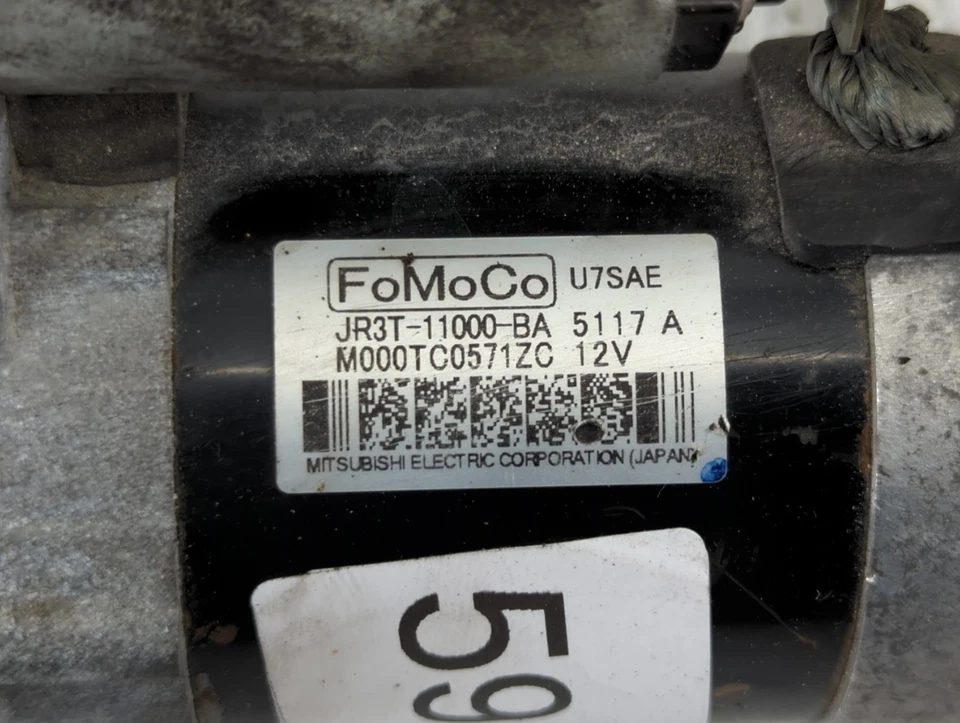 FoMoCo U7SAE
JR3T-11000-BA 5117 A
M000TC0571ZC 12V
MITSUBISHI ELECTRIC CORPORATION (JAPAN)
59